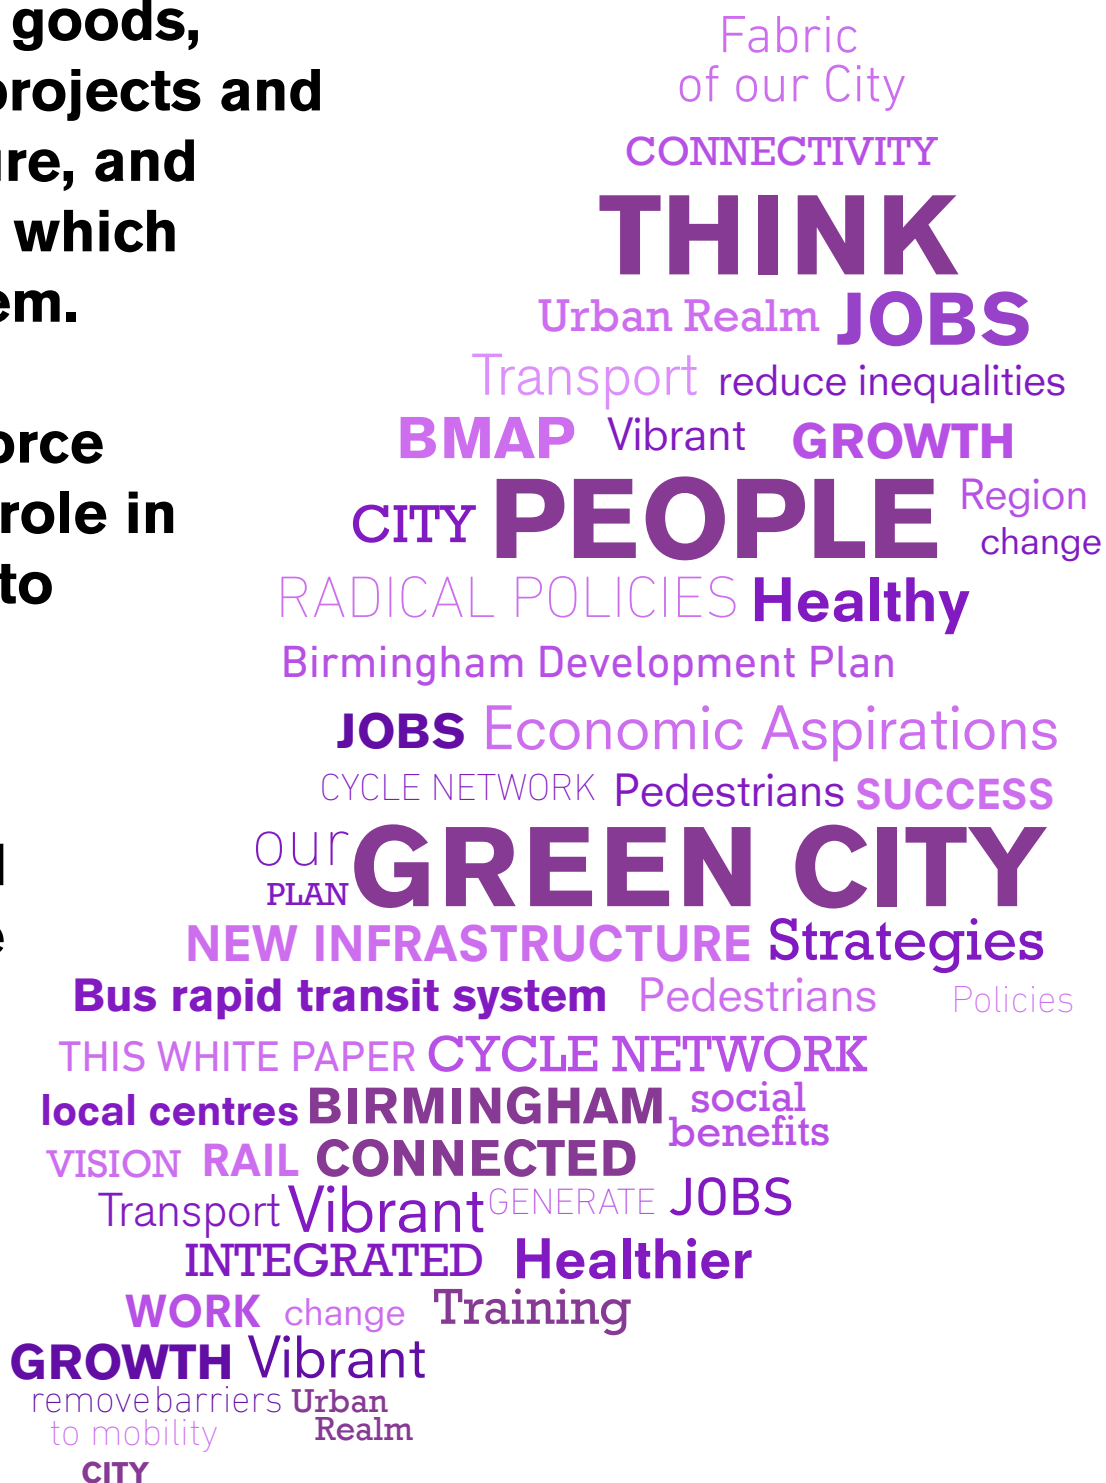 goods,
projects and
ure, and
which
em.
orce
role in
to
Fabric
of our City
CONNECTIVITY
THINK
Urban Realm JOBS
Transport reduce inequalities
BMAP Vibrant GROWTH
CITY PEOPLE Region
change
RADICAL POLICIES Healthy
Birmingham Development Plan
JOBS Economic Aspirations
CYCLE NETWORK Pedestrians SUCCESS
our GREEN CITY
PLAN
NEW INFRASTRUCTURE Strategies
Bus rapid transit system Pedestrians Policies
THIS WHITE PAPER CYCLE NETWORK
local centres BIRMINGHAM social
benefits
VISION RAIL CONNECTED
Transport Vibrant GENERATE JOBS
INTEGRATED Healthier
WORK change Training
GROWTH Vibrant
remove barriers Urban
to mobility Realm
CITY